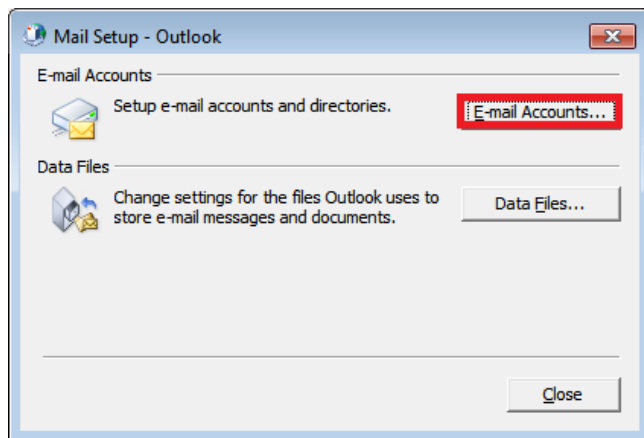 Mail Setup - Outlook
E-mail Accounts
Setup e-mail accounts and directories.
E-mail Accounts...
Data Files
Change settings for the files Outlook uses to
store e-mail messages and documents.
Data Files...
Close